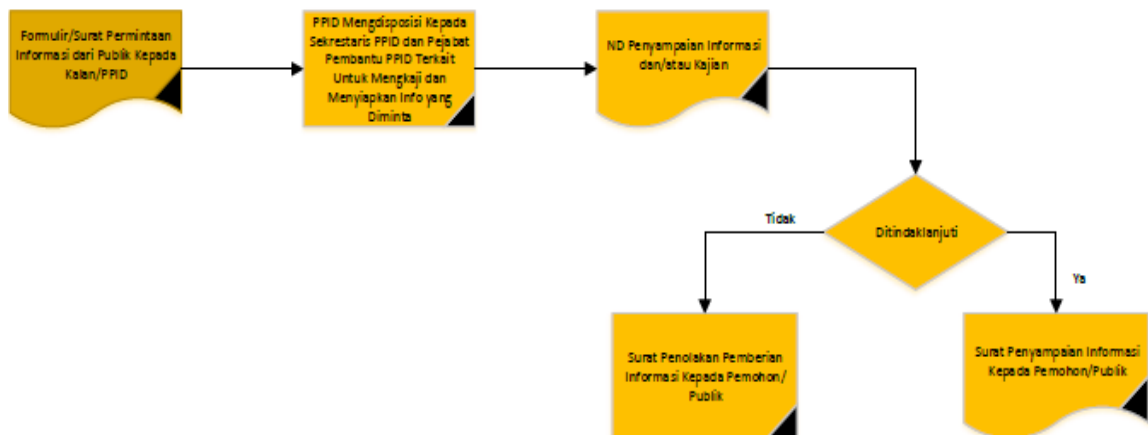 Formulir/Surat Permintaan
Informasi dari Publik Kepada
Kalan/PPID
PPID Mengdisposisi Kepada
Sekrestaris PPID dan Pejabat
Pembantu PPID Terkait
Untuk Mengkaji dan
Menyiapkan Info yang
Diminta
ND Penyampaian Informasi
dan/atau Kajian
Ditindaklanjuti
Tidak
Ya
Surat Penolakan Pemberian
Informasi Kepada Pemohon/
Publik
Surat Penyampaian Informasi
Kepada Pemohon/Publik